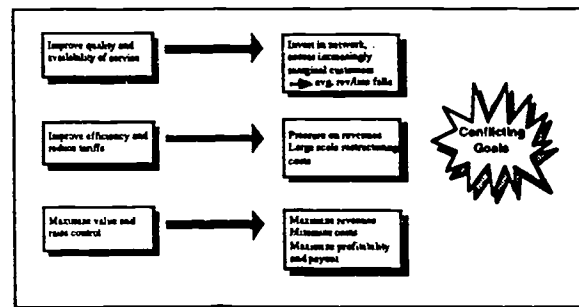 Improve quality and
availability of service
Invest in network,
access increasingly
marginal customers
avg. rev/line falls
Improve efficiency and
reduce tariffs
Pressure on revenues
Large scale restructuring
costs
Conflicting
Goals
Maximize value and
control
Maximize revenues
Minimize costs
Maximize profitability
and payout